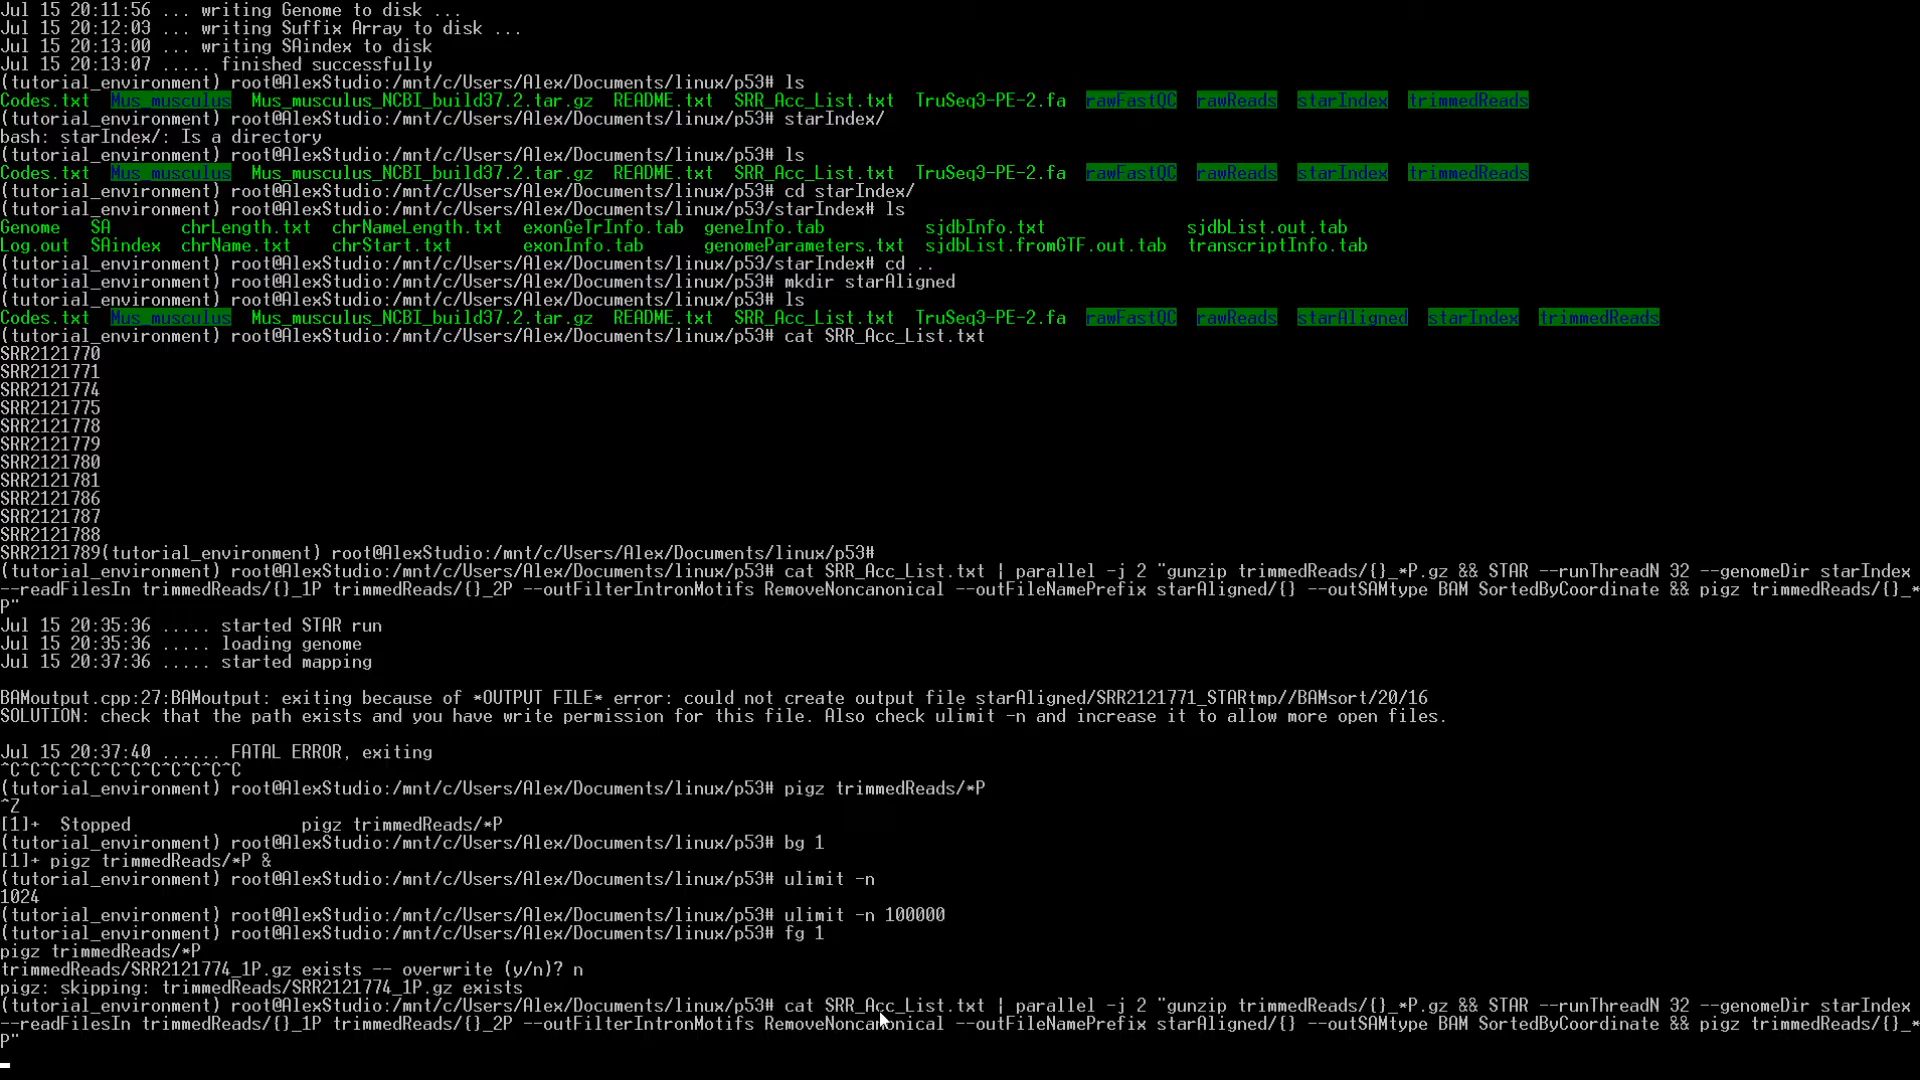 Jul 15 20:11:56 ... writing Genome to disk ...
Jul 15 20:12:03 ... writing Suffix Array to disk ...
Jul 15 20:13:00 ... writing SAindex to disk
Jul 15 20:13:07 ..... finished successfully
(tutorial_environment) root@AlexStudio:/mnt/c/Users/Alex/Documents/linux/p53# ls
Codes.txt  Mus_musculus  Mus_musculus_NCBI_build37.2.tar.gz  README.txt  SRR_Acc_List.txt  TruSeq3-PE-2.fa  rawFastQC  rawReads  starIndex  trimmedReads
(tutorial_environment) root@AlexStudio:/mnt/c/Users/Alex/Documents/linux/p53# starIndex/
bash: starIndex/: Is a directory
(tutorial_environment) root@AlexStudio:/mnt/c/Users/Alex/Documents/linux/p53# ls
Codes.txt  Mus_musculus  Mus_musculus_NCBI_build37.2.tar.gz  README.txt  SRR_Acc_List.txt  TruSeq3-PE-2.fa  rawFastQC  rawReads  starIndex  trimmedReads
(tutorial_environment) root@AlexStudio:/mnt/c/Users/Alex/Documents/linux/p53# cd starIndex/
(tutorial_environment) root@AlexStudio:/mnt/c/Users/Alex/Documents/linux/p53/starIndex# ls
Genome   SA       chrLength.txt  chrNameLength.txt  exonGeTrInfo.tab  geneInfo.tab          sjdbInfo.txt              sjdbList.out.tab
Log.out  SAindex  chrName.txt    chrStart.txt       exonInfo.tab      genomeParameters.txt  sjdbList.fromGTF.out.tab  transcriptInfo.tab
(tutorial_environment) root@AlexStudio:/mnt/c/Users/Alex/Documents/linux/p53/starIndex# cd ..
(tutorial_environment) root@AlexStudio:/mnt/c/Users/Alex/Documents/linux/p53# mkdir starAligned
(tutorial_environment) root@AlexStudio:/mnt/c/Users/Alex/Documents/linux/p53# ls
Codes.txt  Mus_musculus  Mus_musculus_NCBI_build37.2.tar.gz  README.txt  SRR_Acc_List.txt  TruSeq3-PE-2.fa  rawFastQC  rawReads  starAligned  starIndex  trimmedReads
(tutorial_environment) root@AlexStudio:/mnt/c/Users/Alex/Documents/linux/p53# cat SRR_Acc_List.txt
SRR2121770
SRR2121771
SRR2121774
SRR2121775
SRR2121778
SRR2121779
SRR2121780
SRR2121781
SRR2121786
SRR2121787
SRR2121788
SRR2121789(tutorial_environment) root@AlexStudio:/mnt/c/Users/Alex/Documents/linux/p53#
(tutorial_environment) root@AlexStudio:/mnt/c/Users/Alex/Documents/linux/p53# cat SRR_Acc_List.txt | parallel -j 2 "gunzip trimmedReads/{}_*P.gz && STAR --runThreadN 32 --genomeDir starIndex
--readFilesIn trimmedReads/{}_1P trimmedReads/{}_2P --outFilterIntronMotifs RemoveNoncanonical --outFileNamePrefix starAligned/{} --outSAMtype BAM SortedByCoordinate && pigz trimmedReads/{}_*
P"
Jul 15 20:35:36 ..... started STAR run
Jul 15 20:35:36 ..... loading genome
Jul 15 20:37:36 ..... started mapping
BAMoutput.cpp:27:BAMoutput: exiting because of *OUTPUT FILE* error: could not create output file starAligned/SRR2121771_STARtmp//BAMsort/20/16
SOLUTION: check that the path exists and you have write permission for this file. Also check ulimit -n and increase it to allow more open files.
Jul 15 20:37:40 ...... FATAL ERROR, exiting
^C^C^C^C^C^C^C^C^C^C^C^C
(tutorial_environment) root@AlexStudio:/mnt/c/Users/Alex/Documents/linux/p53# pigz trimmedReads/*P
^Z
[1]+  Stopped                 pigz trimmedReads/*P
(tutorial_environment) root@AlexStudio:/mnt/c/Users/Alex/Documents/linux/p53# bg 1
[1]+ pigz trimmedReads/*P &
(tutorial_environment) root@AlexStudio:/mnt/c/Users/Alex/Documents/linux/p53# ulimit -n
1024
(tutorial_environment) root@AlexStudio:/mnt/c/Users/Alex/Documents/linux/p53# ulimit -n 100000
(tutorial_environment) root@AlexStudio:/mnt/c/Users/Alex/Documents/linux/p53# fg 1
pigz trimmedReads/*P
trimmedReads/SRR2121774_1P.gz exists -- overwrite (y/n)? n
pigz: skipping: trimmedReads/SRR2121774_1P.gz exists
(tutorial_environment) root@AlexStudio:/mnt/c/Users/Alex/Documents/linux/p53# cat SRR_Acc_List.txt | parallel -j 2 "gunzip trimmedReads/{}_*P.gz && STAR --runThreadN 32 --genomeDir starIndex
--readFilesIn trimmedReads/{}_1P trimmedReads/{}_2P --outFilterIntronMotifs RemoveNoncanonical --outFileNamePrefix starAligned/{} --outSAMtype BAM SortedByCoordinate && pigz trimmedReads/{}_*
P"